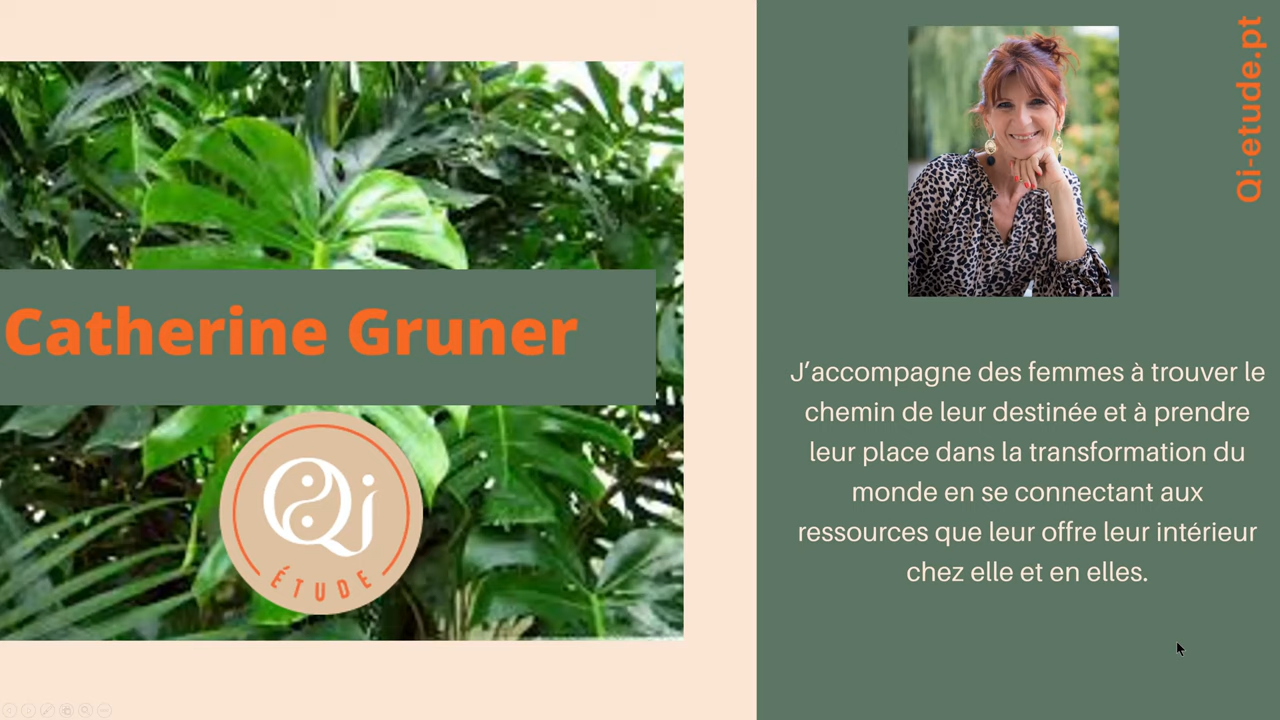 Catherine Gruner
Qi
ÉTUDE
Qi-etude.pt
J’accompagne des femmes à trouver le
chemin de leur destinée et à prendre
leur place dans la transformation du
monde en se connectant aux
ressources que leur offre leur intérieur
chez elle et en elles.